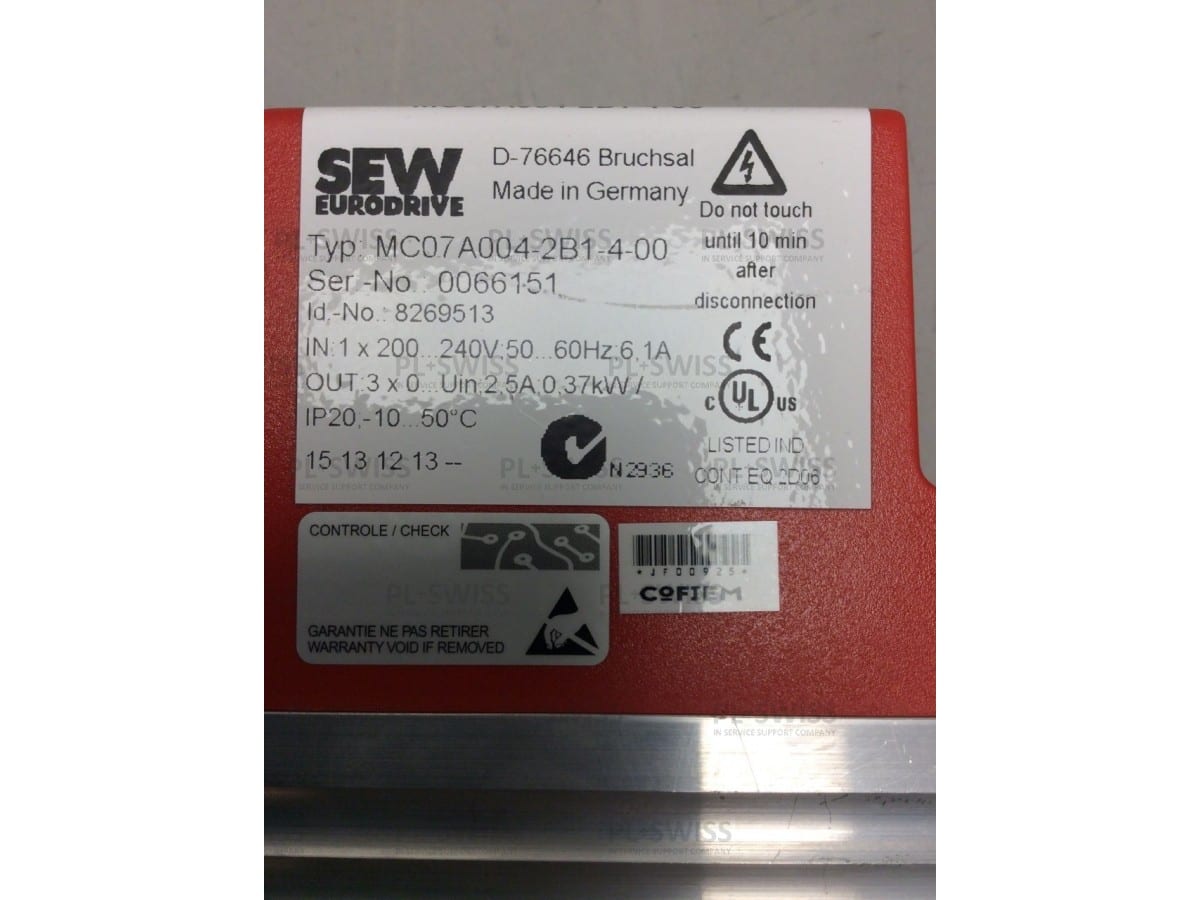 SEW
EURODRIVE
D-76646 Bruchsal
Made in Germany
Do not touch
until 10 min
after
disconnection
Typ: MC07A004-2B1-4-00
Ser.-No.: 0066151
Id.-No.: 8269513
IN:1 x 200...240V;50...60Hz;6,1A
OUT:3 x 0...Uin;2,5A;0,37kW /
IP20,-10...50°C
15 13 12 13 --
N2936
CE
C UL US
LISTED IND.
CONT.EQ. 2D06
CONTROLE / CHECK
GARANTIE NE PAS RETIRER
WARRANTY VOID IF REMOVED
*JF00925*
COFIEM
PL+SWISS
IN SERVICE SUPPORT COMPANY